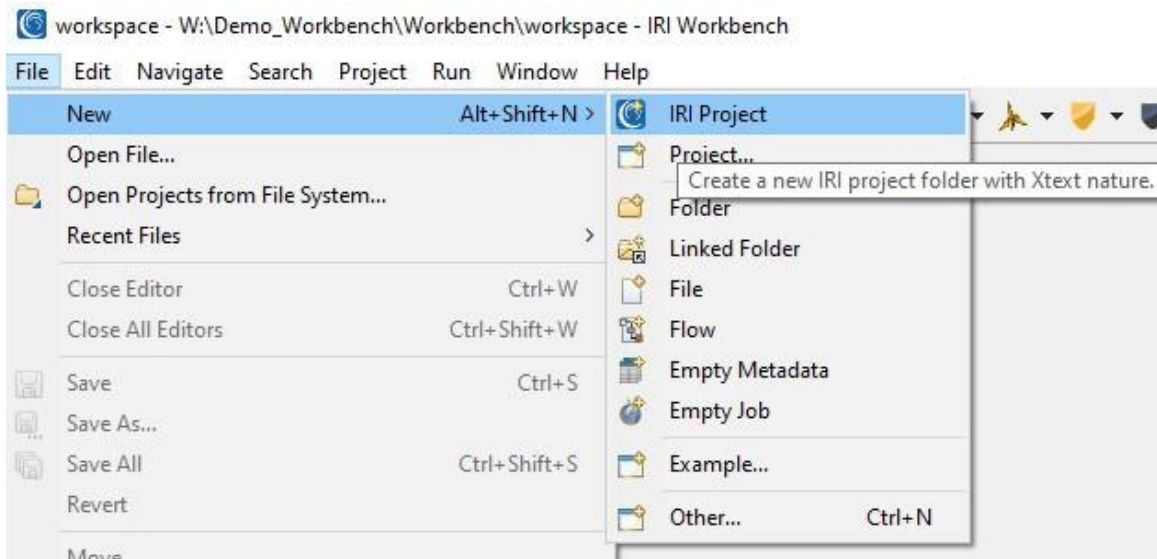 workspace - W:\Demo_Workbench\Workbench\workspace - IRI Workbench
File Edit Navigate Search Project Run Window Help
New Alt+Shift+N >
Open File...
Open Projects from File System...
Recent Files >
Close Editor Ctrl+W
Close All Editors Ctrl+Shift+W
Save Ctrl+S
Save As...
Save All Ctrl+Shift+S
Revert
Move
IRI Project
Project...
Create a new IRI project folder with Xtext nature.
Folder
Linked Folder
File
Flow
Empty Metadata
Empty Job
Example...
Other... Ctrl+N